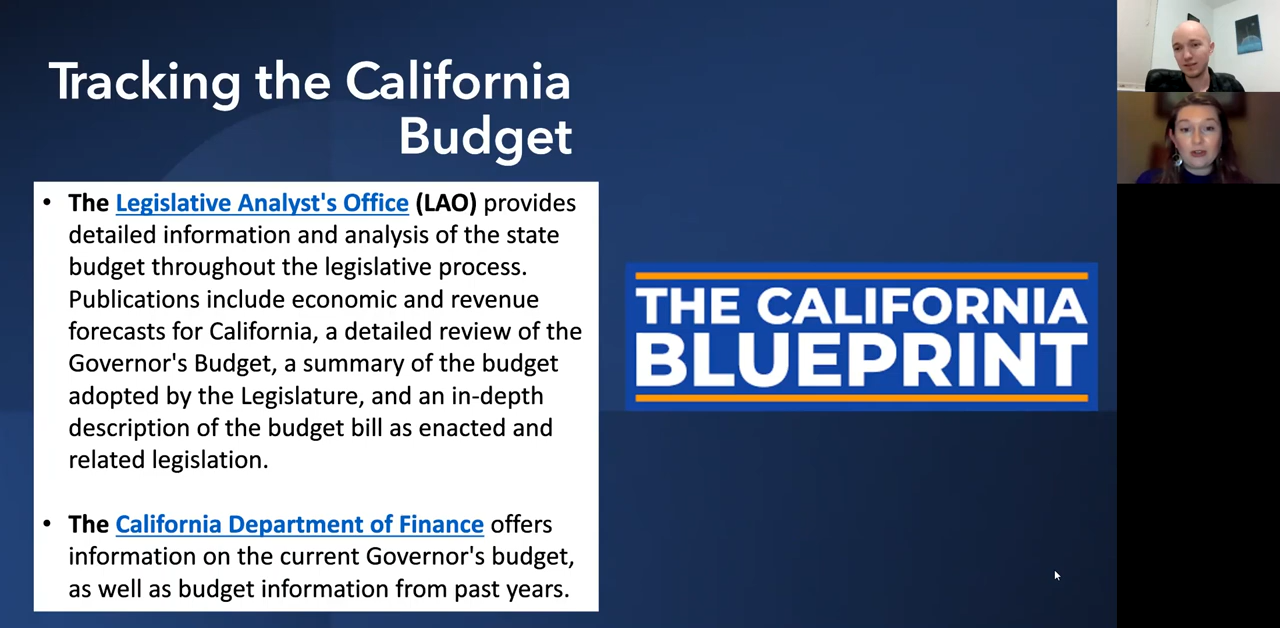 Tracking the California
Budget
• The Legislative Analyst's Office (LAO) provides
detailed information and analysis of the state
budget throughout the legislative process.
Publications include economic and revenue
forecasts for California, a detailed review of the
Governor's Budget, a summary of the budget
adopted by the Legislature, and an in-depth
description of the budget bill as enacted and
related legislation.
• The California Department of Finance offers
information on the current Governor's budget,
as well as budget information from past years.
THE CALIFORNIA
BLUEPRINT